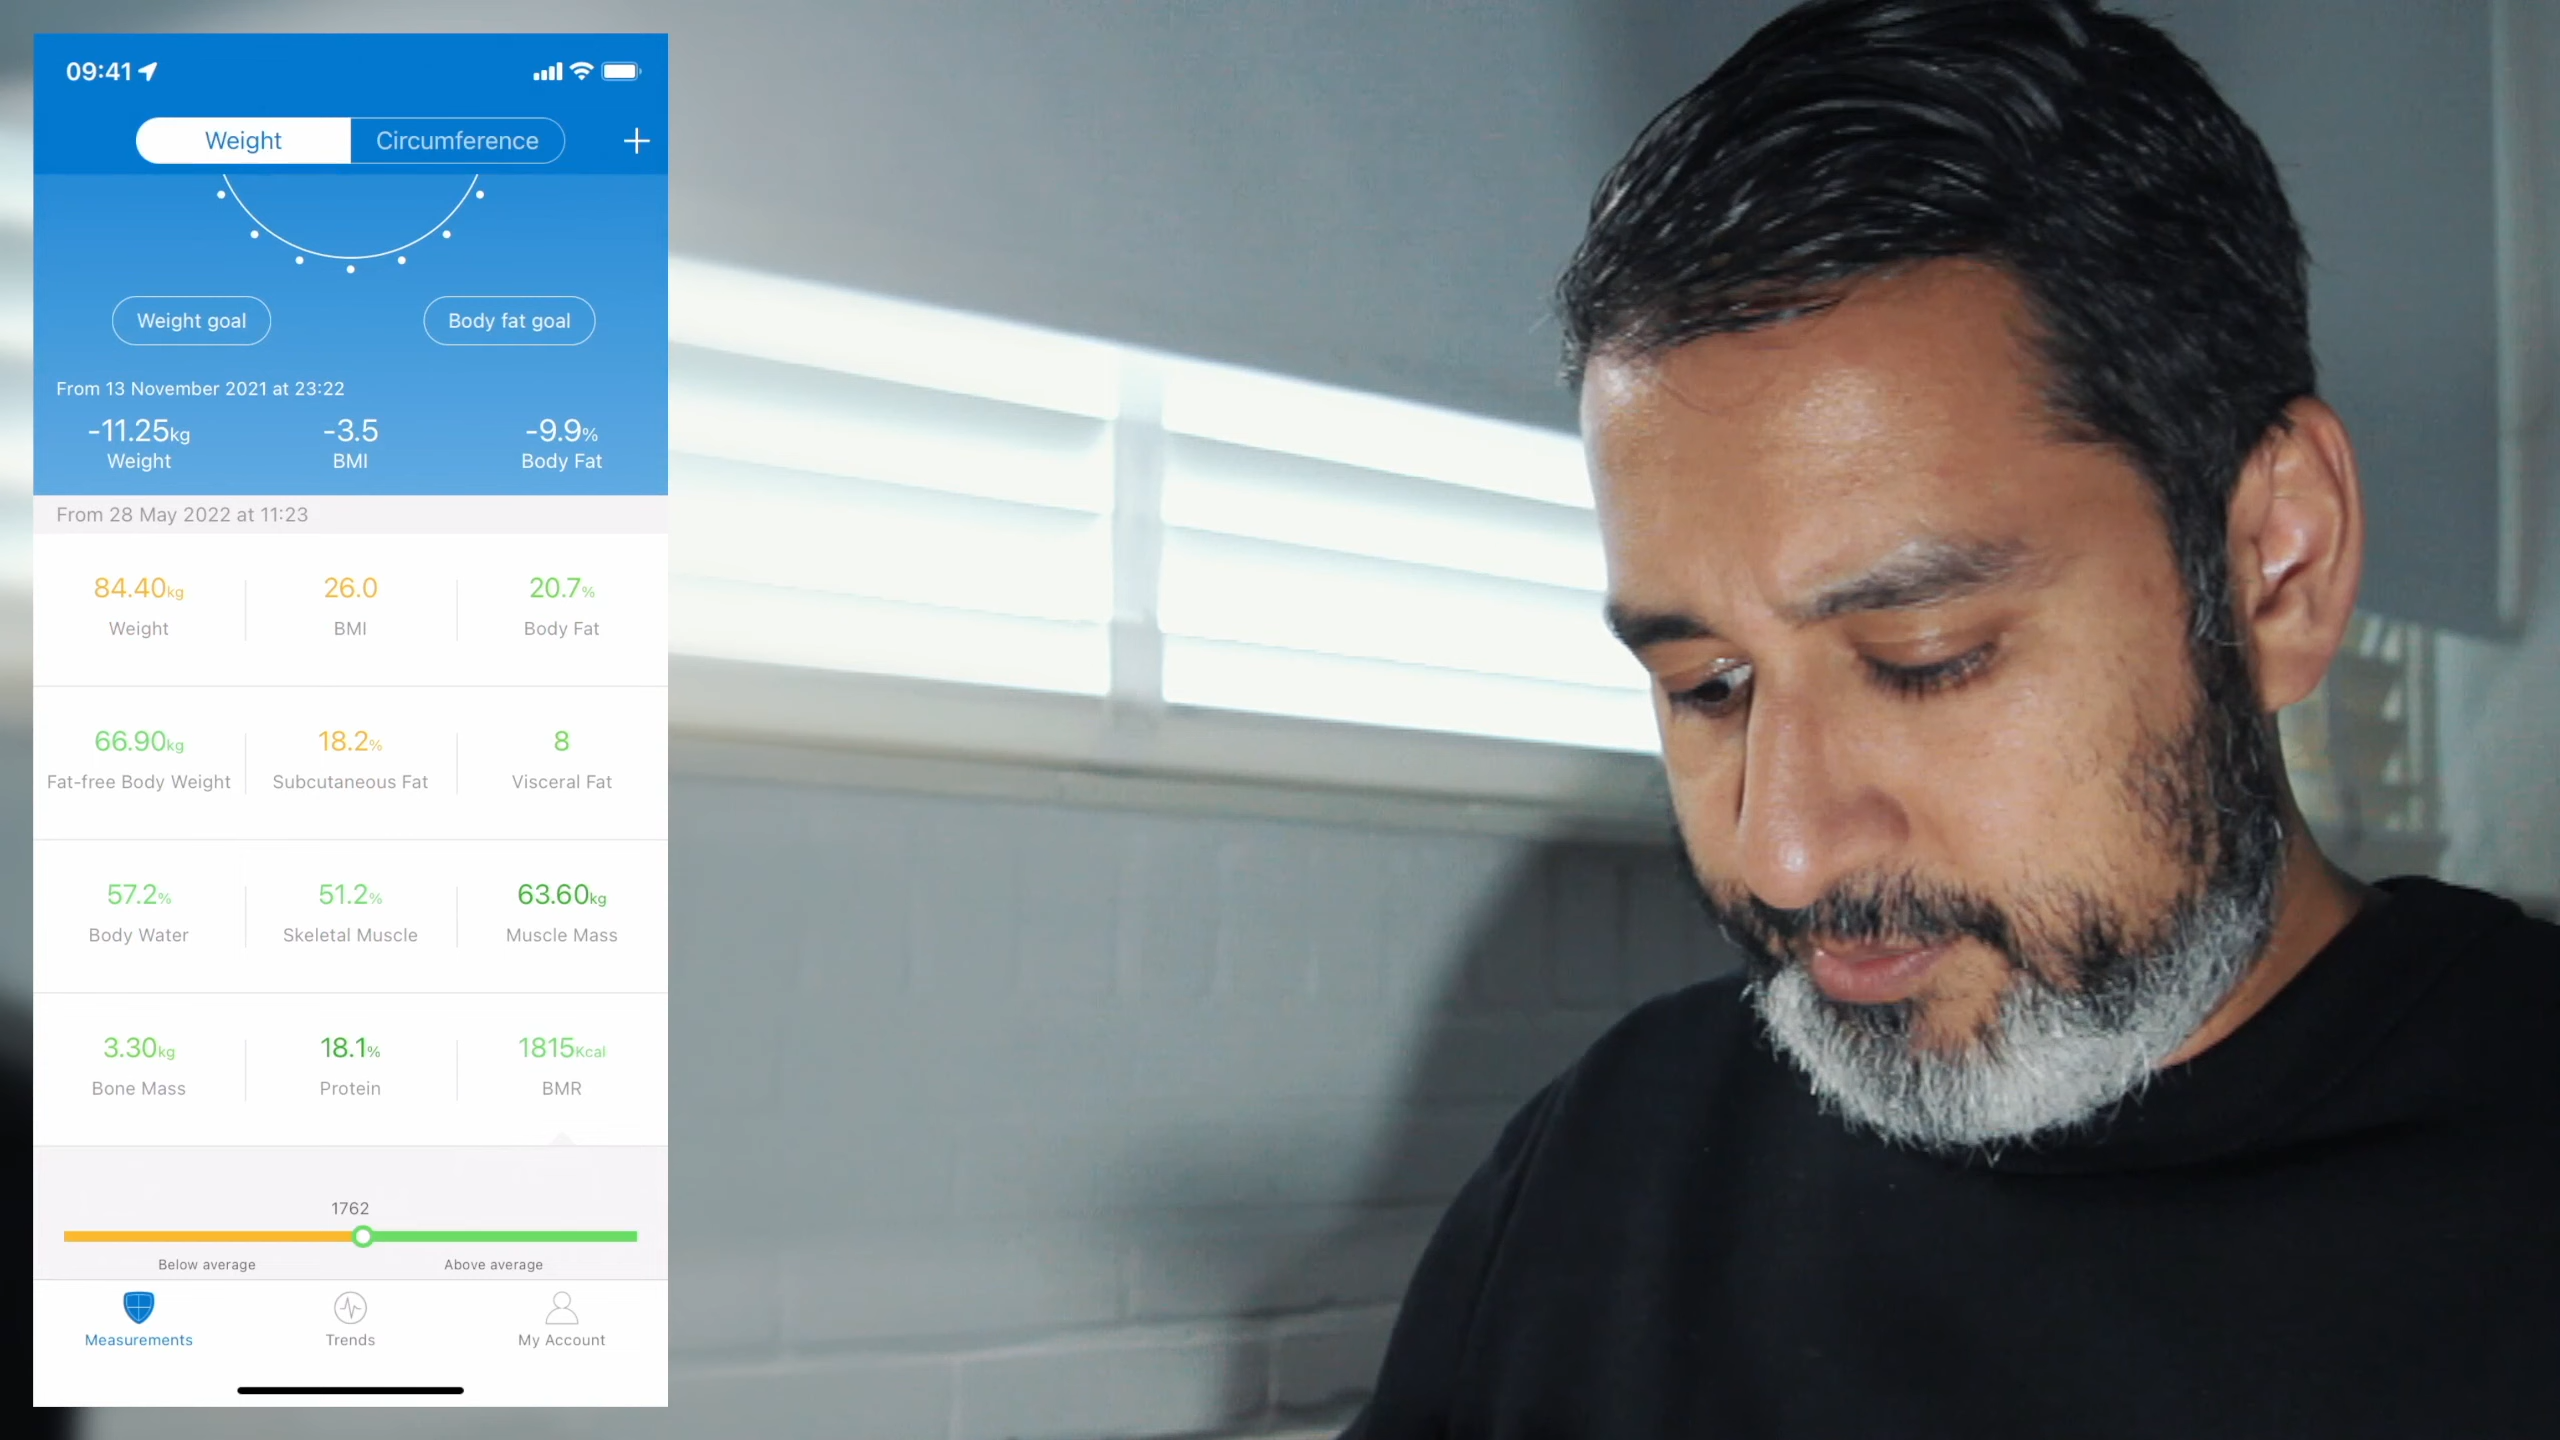 09:41
Weight
Circumference
Weight goal
Body fat goal
From 13 November 2021 at 23:22
-11.25kg
-3.5
-9.9%
Weight
BMI
Body Fat
From 28 May 2022 at 11:23
84.40kg
26.0
20.7%
Weight
BMI
Body Fat
66.90kg
18.2%
8
Fat-free Body Weight
Subcutaneous Fat
Visceral Fat
57.2%
51.2%
63.60kg
Body Water
Skeletal Muscle
Muscle Mass
3.30kg
18.1%
1815Kcal
Bone Mass
Protein
BMR
1762
Below average
Above average
Measurements
Trends
My Account